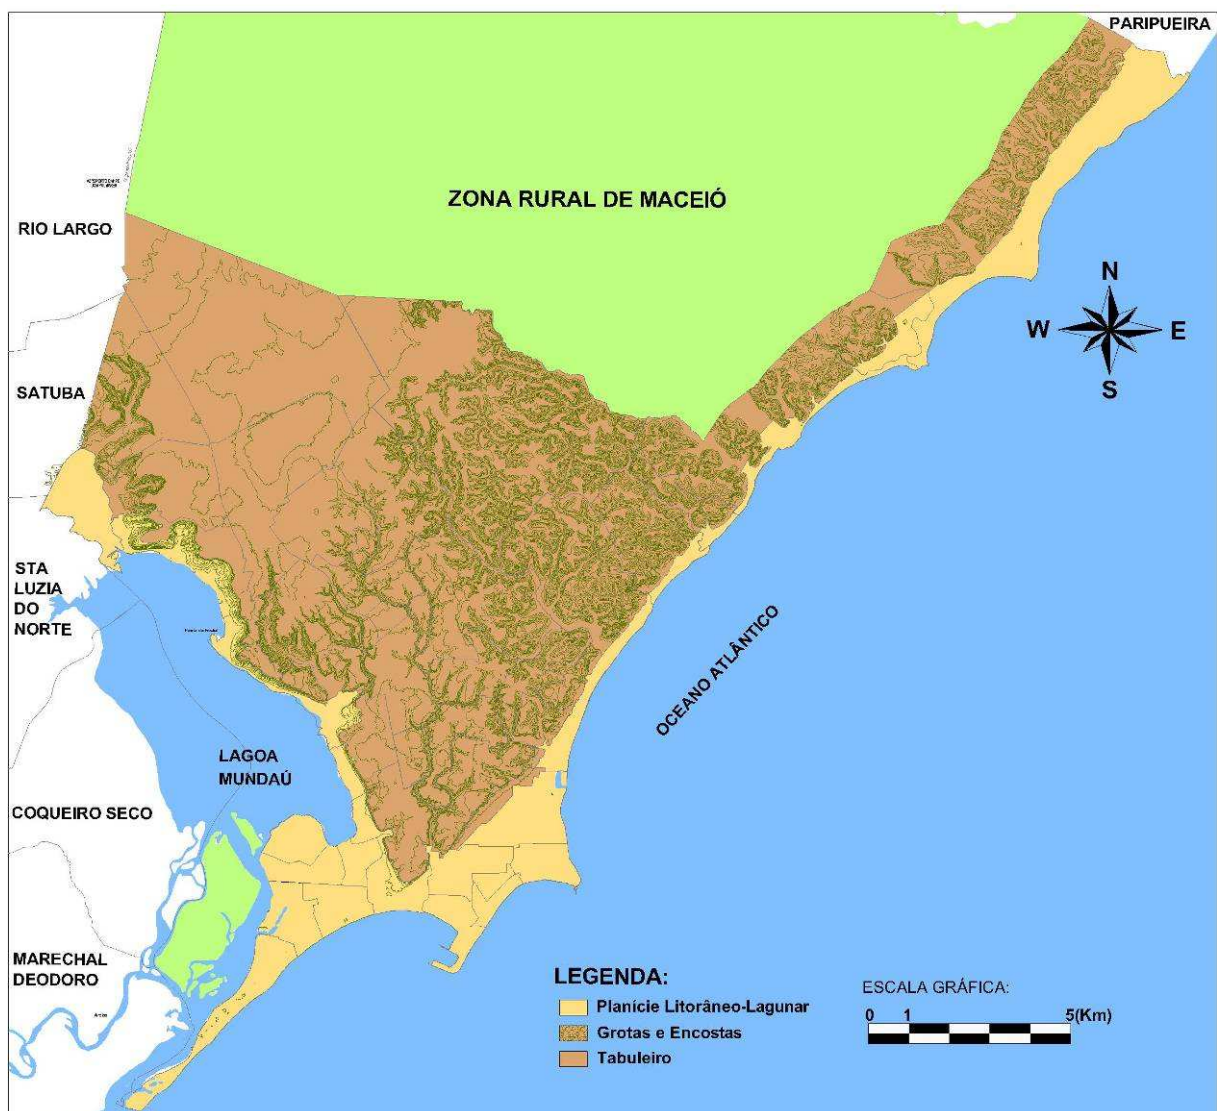 PARIPUEIRA
ZONA RURAL DE MACEIÓ
RIO LARGO
N
W
E
S
SATUBA
STA
LUZIA
DO
NORTE
OCEANO ATLÂNTICO
LAGOA
MUNDAÚ
COQUEIRO SECO
MARECHAL
DEODORO
LEGENDA:
Planície Litorâneo-Lagunar
Grotas e Encostas
Tabuleiro
ESCALA GRÁFICA:
0 1 5(Km)